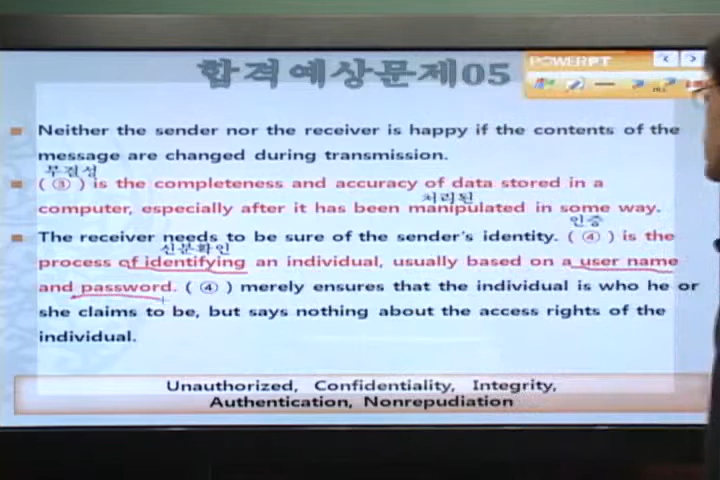 합격예상문제05
POWERPT
Neither the sender nor the receiver is happy if the contents of the
message are changed during transmission.
무결성
( ③ ) is the completeness and accuracy of data stored in a
처리된
computer, especially after it has been manipulated in some way.
인증
The receiver needs to be sure of the sender's identity. ( ④ ) is the
신분확인
process of identifying an individual, usually based on a user name
and password. ( ④ ) merely ensures that the individual is who he or
she claims to be, but says nothing about the access rights of the
individual.
Unauthorized, Confidentiality, Integrity,
Authentication, Nonrepudiation